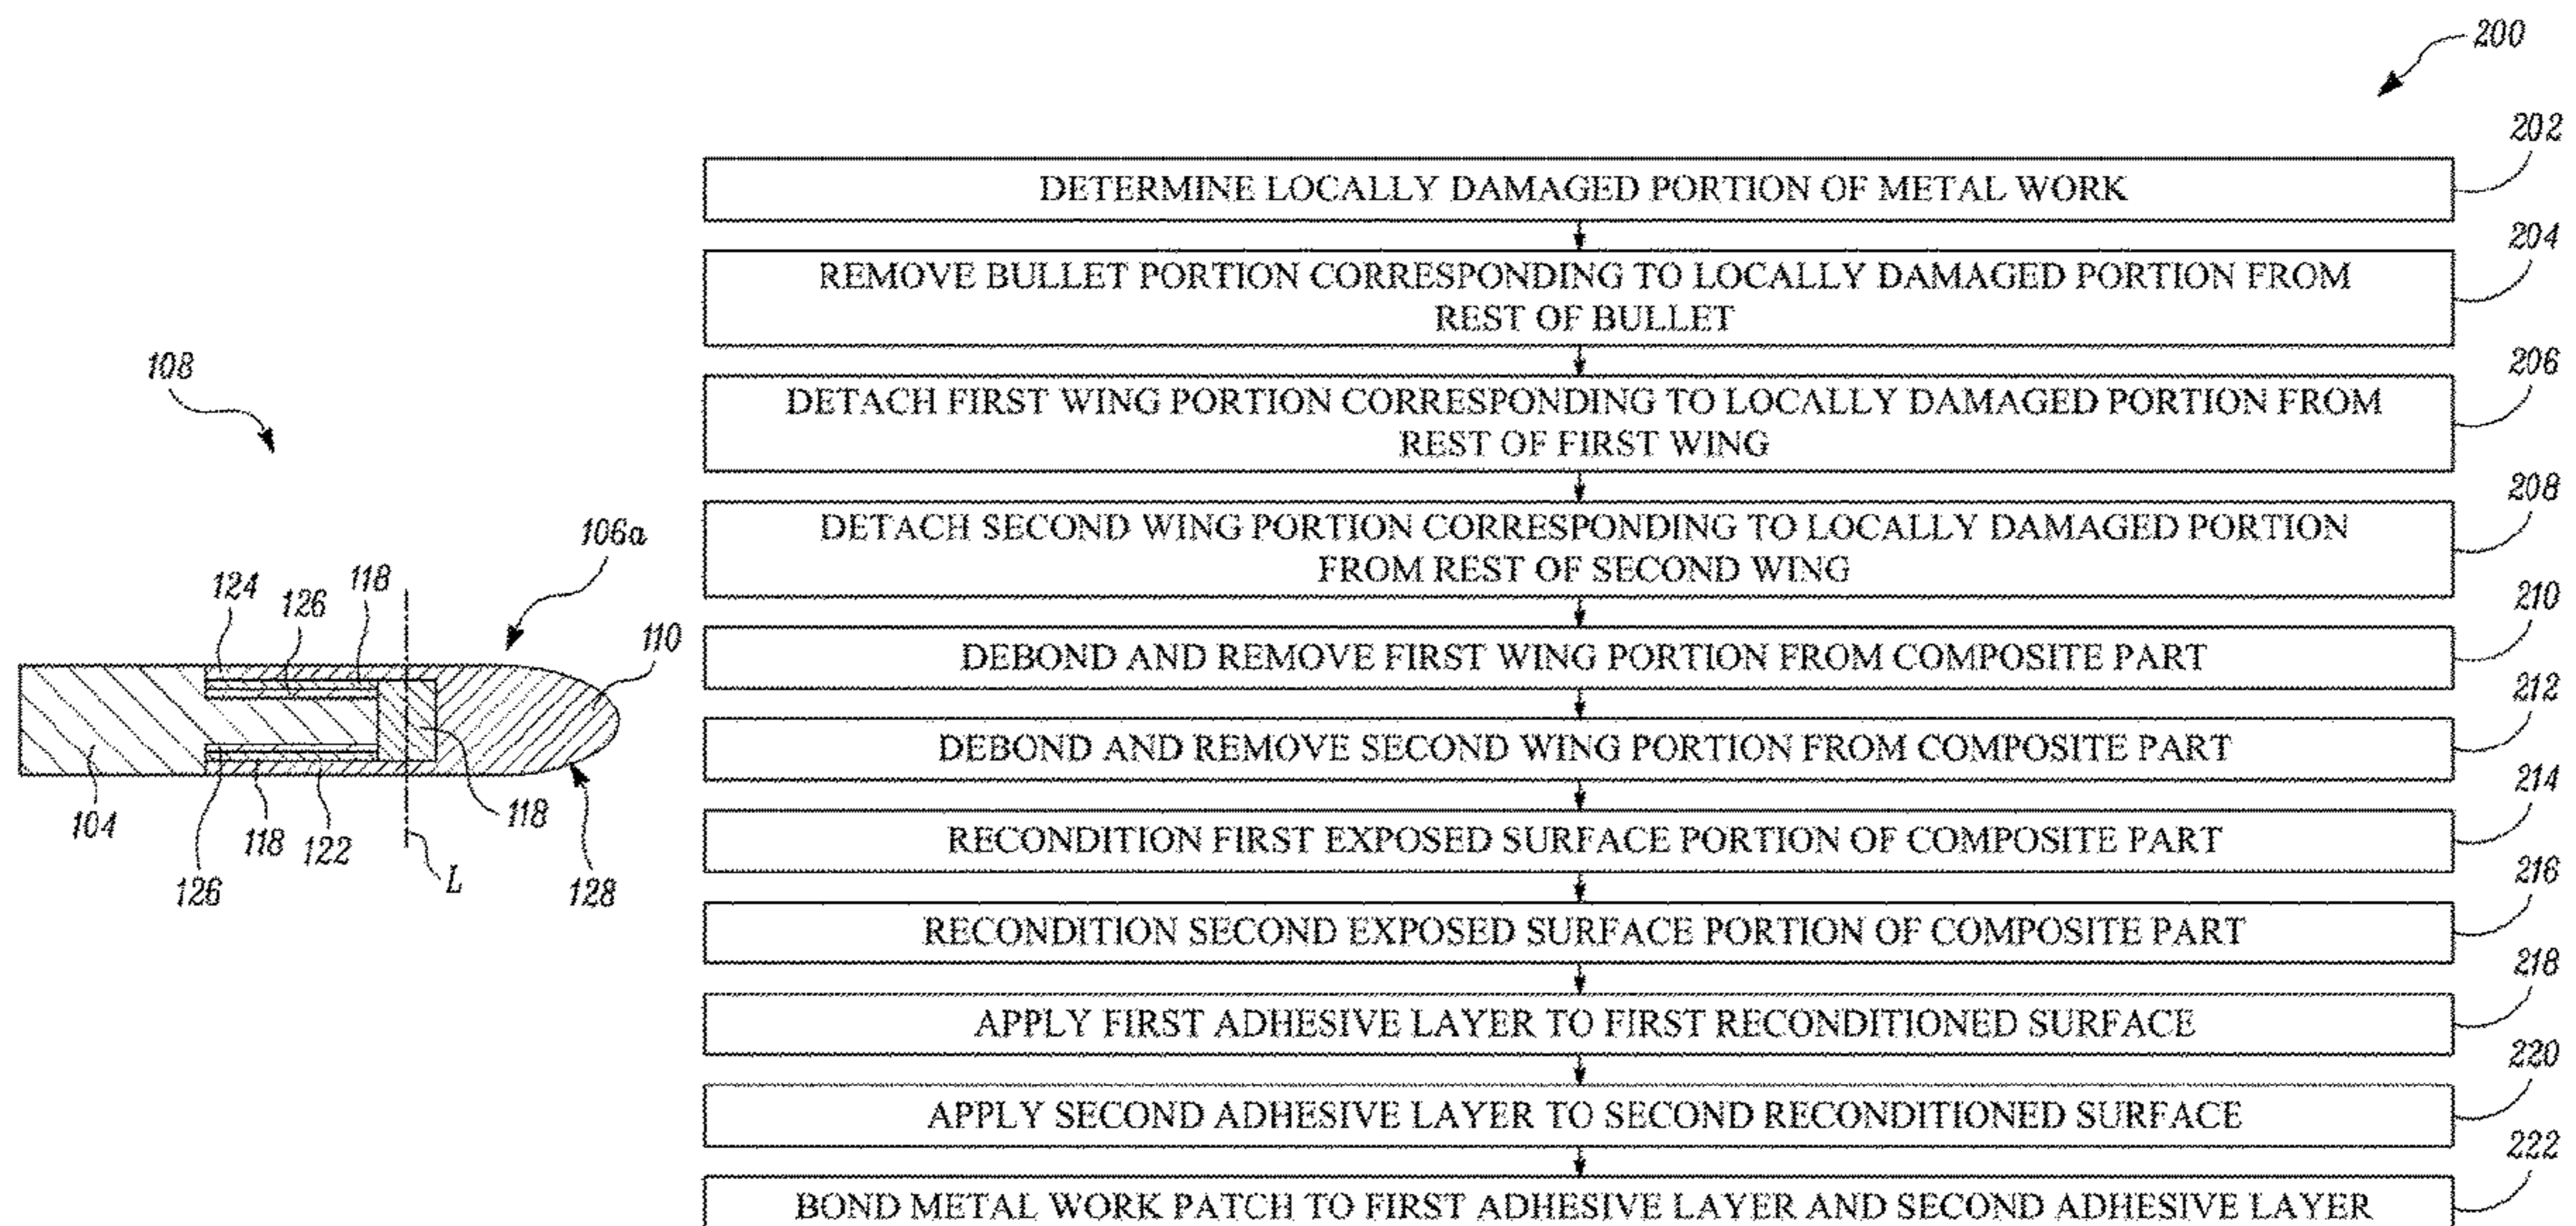 200
202
DETERMINE LOCALLY DAMAGED PORTION OF METAL WORK
204
REMOVE BULLET PORTION CORRESPONDING TO LOCALLY DAMAGED PORTION FROM
REST OF BULLET
206
DETACH FIRST WING PORTION CORRESPONDING TO LOCALLY DAMAGED PORTION FROM
REST OF FIRST WING
208
DETACH SECOND WING PORTION CORRESPONDING TO LOCALLY DAMAGED PORTION
FROM REST OF SECOND WING
210
DEBOND AND REMOVE FIRST WING PORTION FROM COMPOSITE PART
212
DEBOND AND REMOVE SECOND WING PORTION FROM COMPOSITE PART
214
RECONDITION FIRST EXPOSED SURFACE PORTION OF COMPOSITE PART
216
RECONDITION SECOND EXPOSED SURFACE PORTION OF COMPOSITE PART
218
APPLY FIRST ADHESIVE LAYER TO FIRST RECONDITIONED SURFACE
220
APPLY SECOND ADHESIVE LAYER TO SECOND RECONDITIONED SURFACE
222
BOND METAL WORK PATCH TO FIRST ADHESIVE LAYER AND SECOND ADHESIVE LAYER
108
106a
124
126
118
110
104
126
118
122
L
118
128